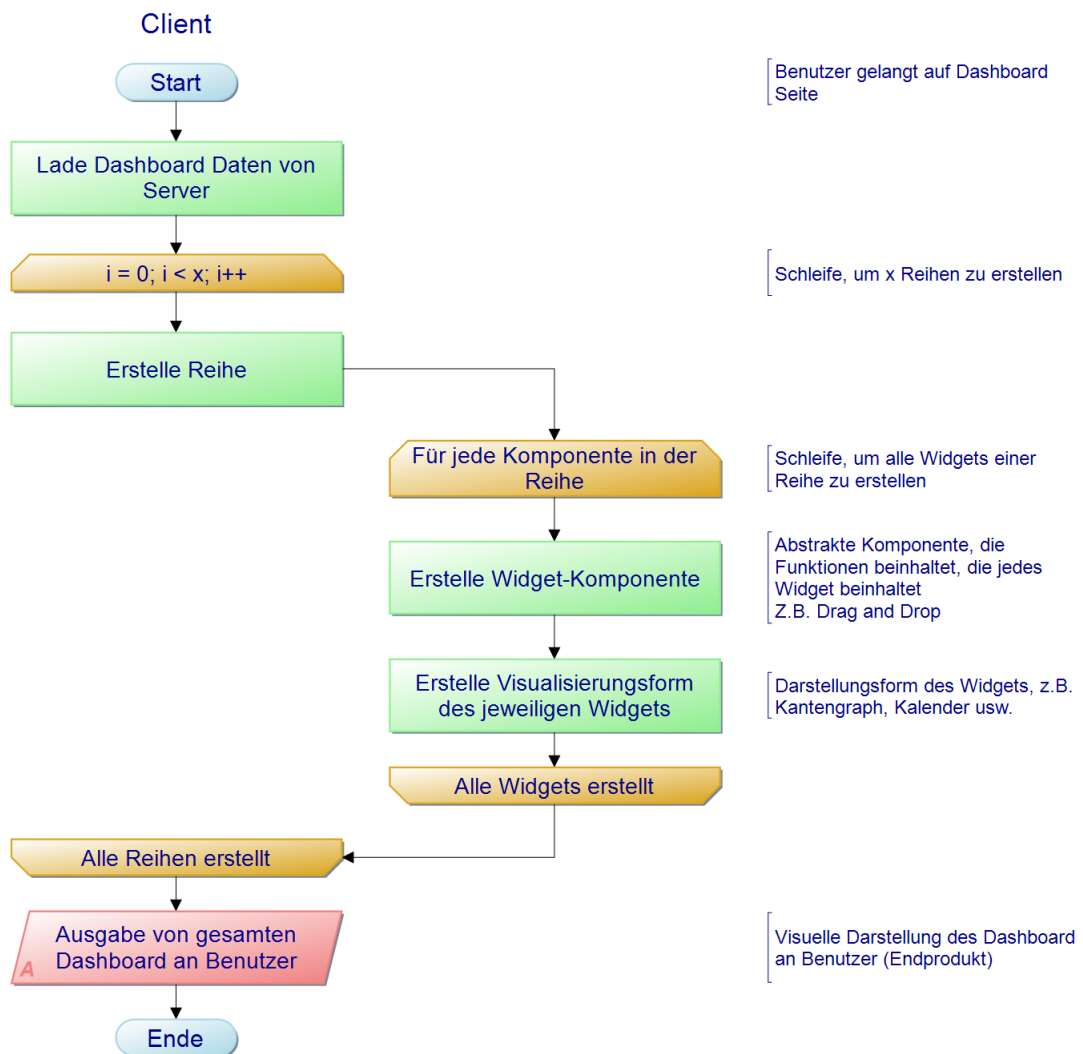 Client
Start
Benutzer gelangt auf Dashboard
Seite
Lade Dashboard Daten von
Server
i = 0; i < x; i++
Schleife, um x Reihen zu erstellen
Erstelle Reihe
Für jede Komponente in der
Reihe
Schleife, um alle Widgets einer
Reihe zu erstellen
Erstelle Widget-Komponente
Abstrakte Komponente, die
Funktionen beinhaltet, die jedes
Widget beinhaltet
Z.B. Drag and Drop
Erstelle Visualisierungsform
des jeweiligen Widgets
Darstellungsform des Widgets, z.B.
Kantengraph, Kalender usw.
Alle Widgets erstellt
Alle Reihen erstellt
Ausgabe von gesamten
Dashboard an Benutzer
A
Visuelle Darstellung des Dashboard
an Benutzer (Endprodukt)
Ende